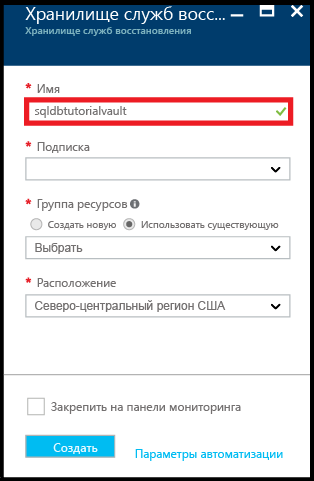 Хранилище служб восс...
Хранилище служб восстановления
* Имя
sqldbtutorialvault
* Подписка
* Группа ресурсов
Создать новую Использовать существующую
Выбрать
* Расположение
Северо-центральный регион США
Закрепить на панели мониторинга
Создать Параметры автоматизации